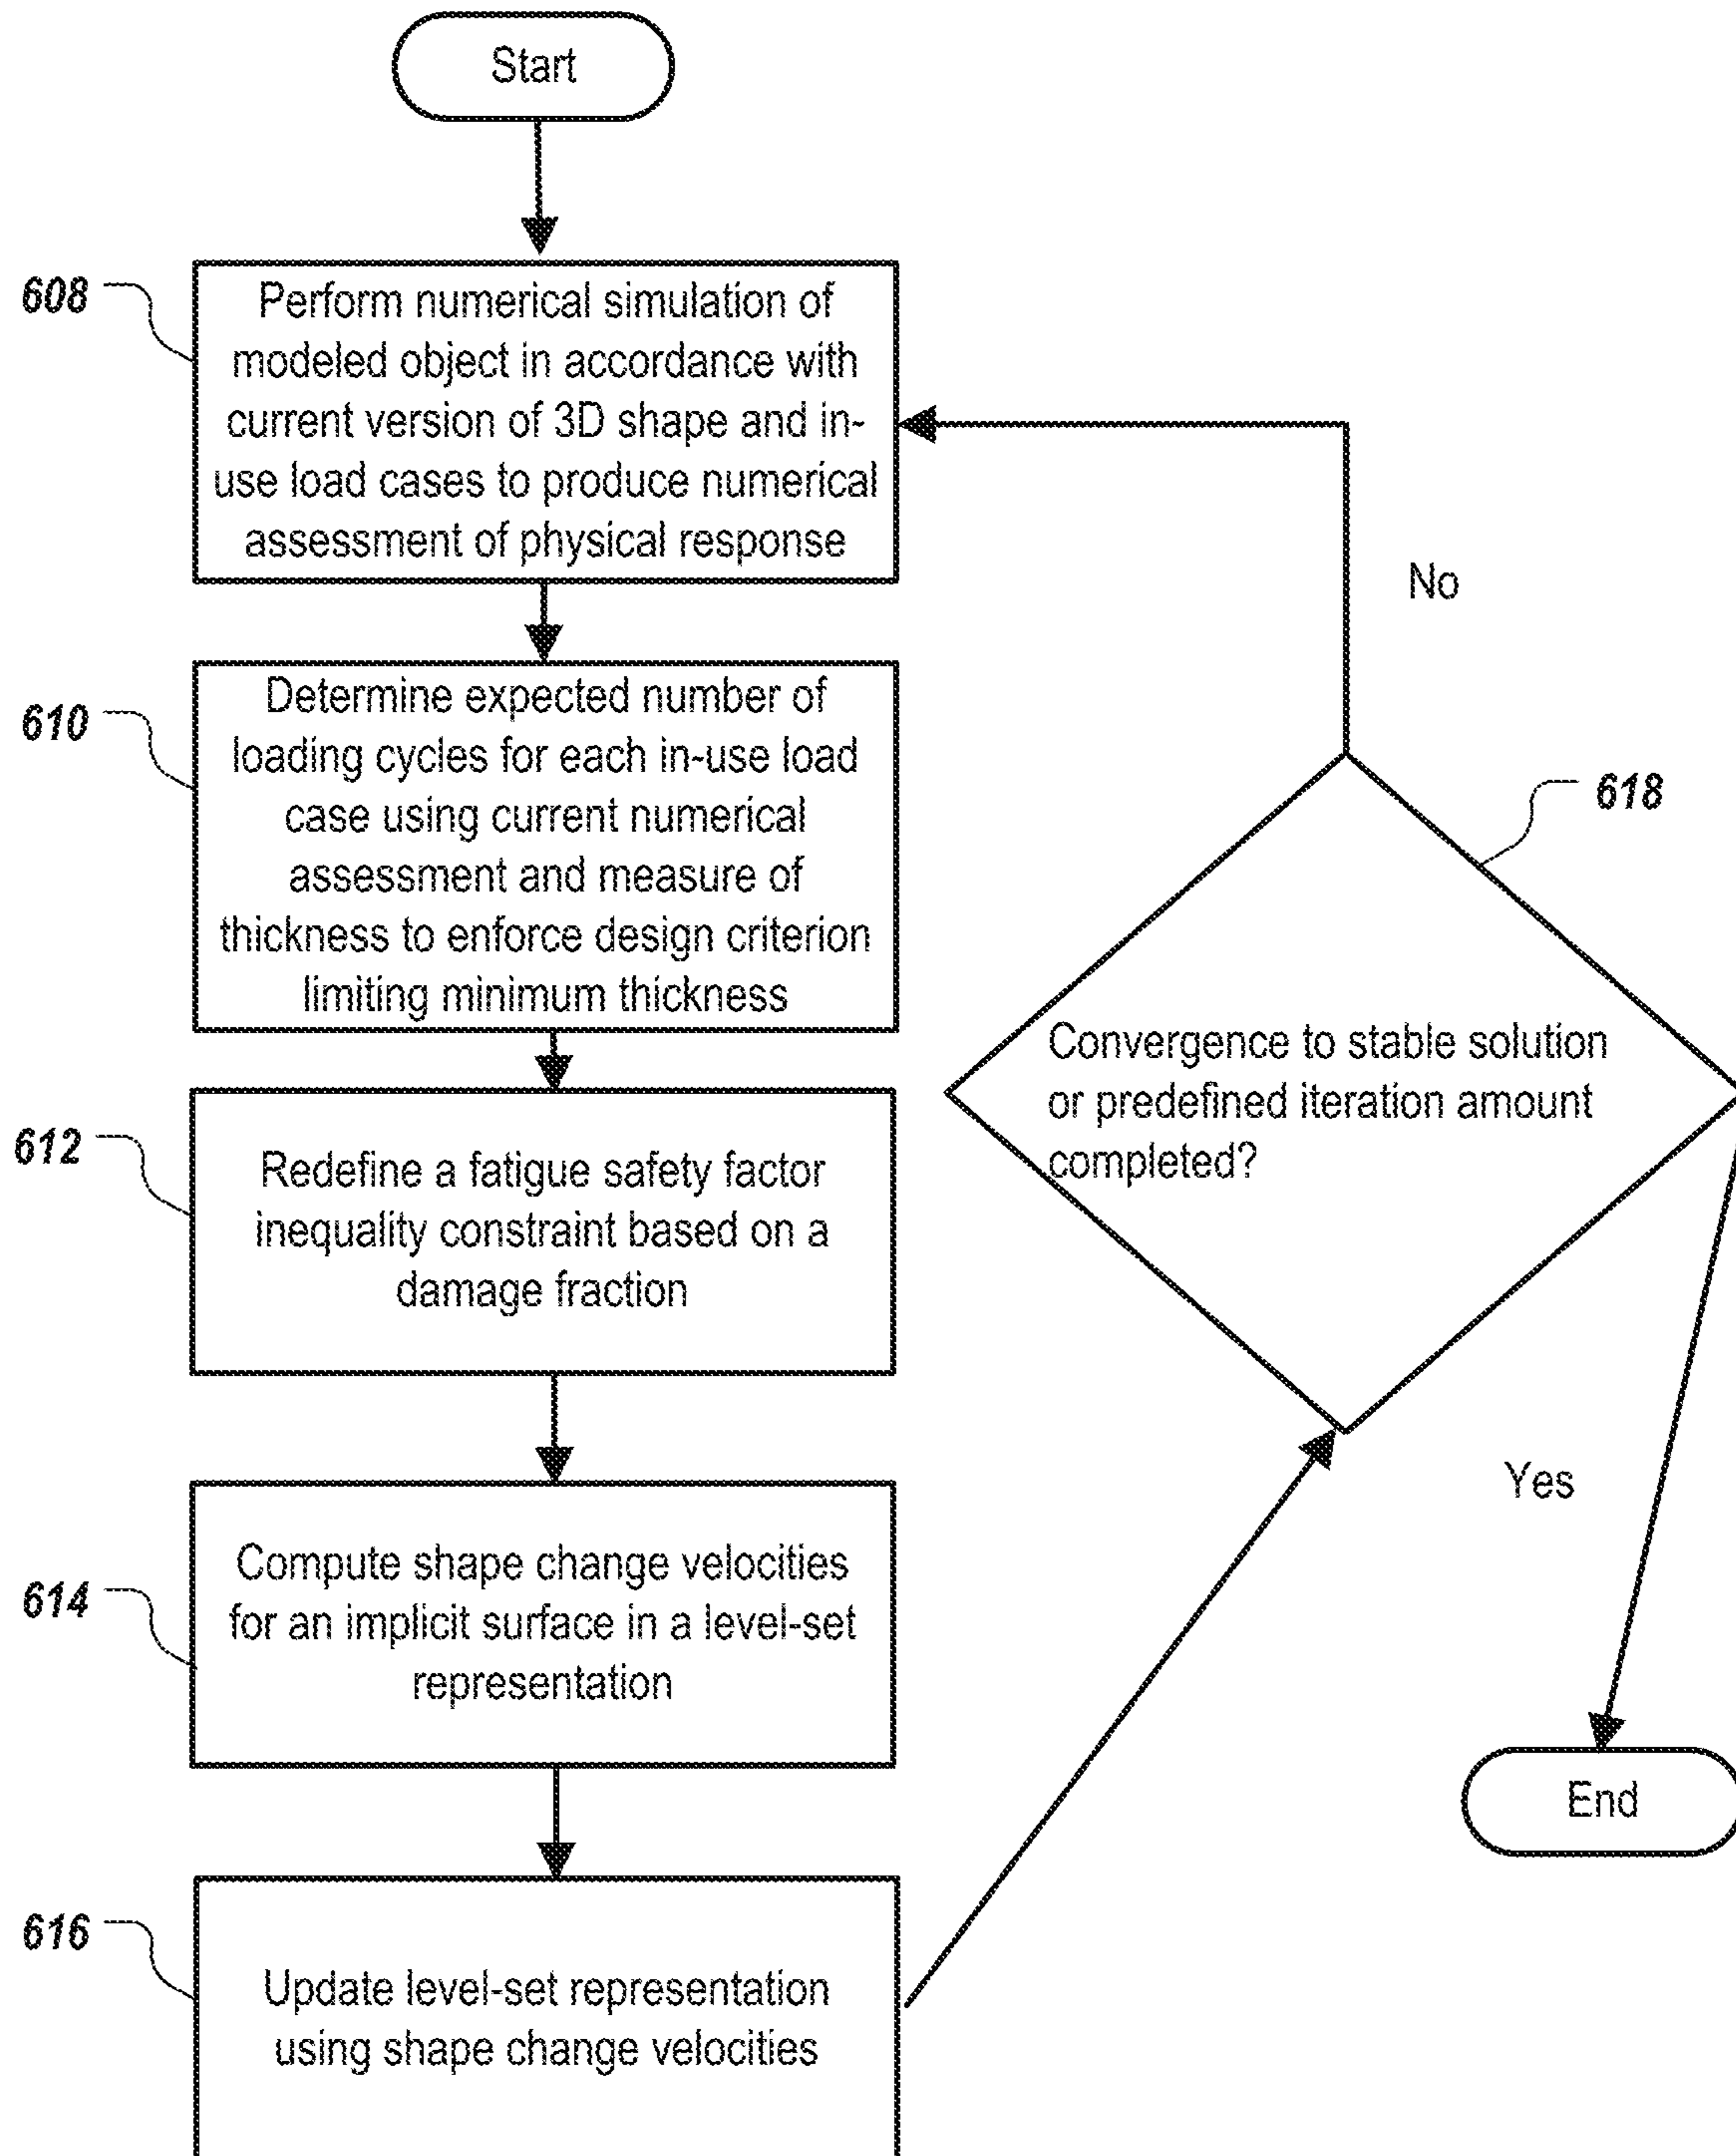 Start
608
Perform numerical simulation of
modeled object in accordance with
current version of 3D shape and in-
use load cases to produce numerical
assessment of physical response
No
610
Determine expected number of
loading cycles for each in-use load
case using current numerical
assessment and measure of
thickness to enforce design criterion
limiting minimum thickness
618
Convergence to stable solution
or predefined iteration amount
completed?
612
Redefine a fatigue safety factor
inequality constraint based on a
damage fraction
Yes
614
Compute shape change velocities
for an implicit surface in a level-set
representation
End
616
Update level-set representation
using shape change velocities